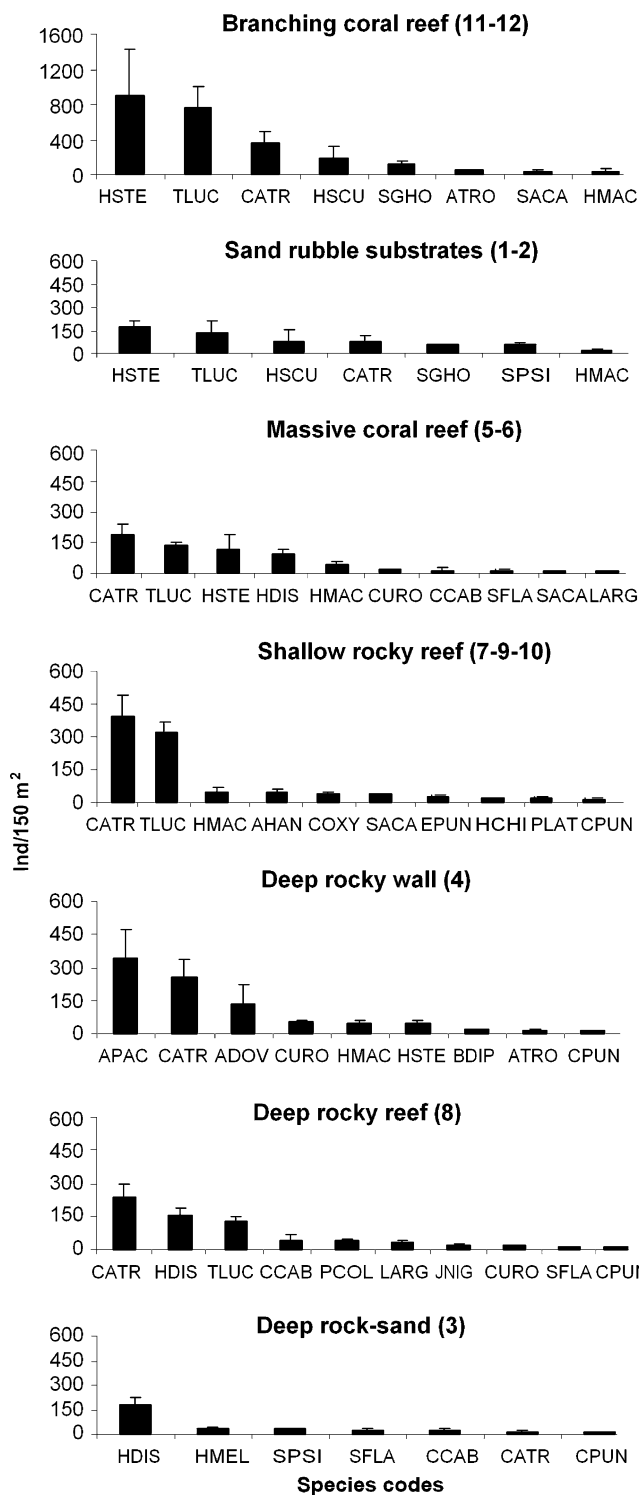 Branching coral reef (11-12)
1600
1200
800
400
0
HSTE TLUC CATR HSCU SGHO ATRO SACA HMAC
Sand rubble substrates (1-2)
600
450
300
150
0
HSTE TLUC HSCU CATR SGHO SPSI HMAC
Massive coral reef (5-6)
600
450
300
150
0
CATR TLUC HSTE HDIS HMAC CURO CCAB SFLA SACA LARG
Shallow rocky reef (7-9-10)
600
450
300
150
0
CATR TLUC HMAC AHAN COXY SACA EPUN HCHI PLAT CPUN
Ind/150 m²
Deep rocky wall (4)
600
450
300
150
0
APAC CATR ADOV CURO HMAC HSTE BDIP ATRO CPUN
Deep rocky reef (8)
600
450
300
150
0
CATR HDIS TLUC CCAB PCOL LARG JNIG CURO SFLA CPUN
Deep rock-sand (3)
600
450
300
150
0
HDIS HMEL SPSI SFLA CCAB CATR CPUN
Species codes